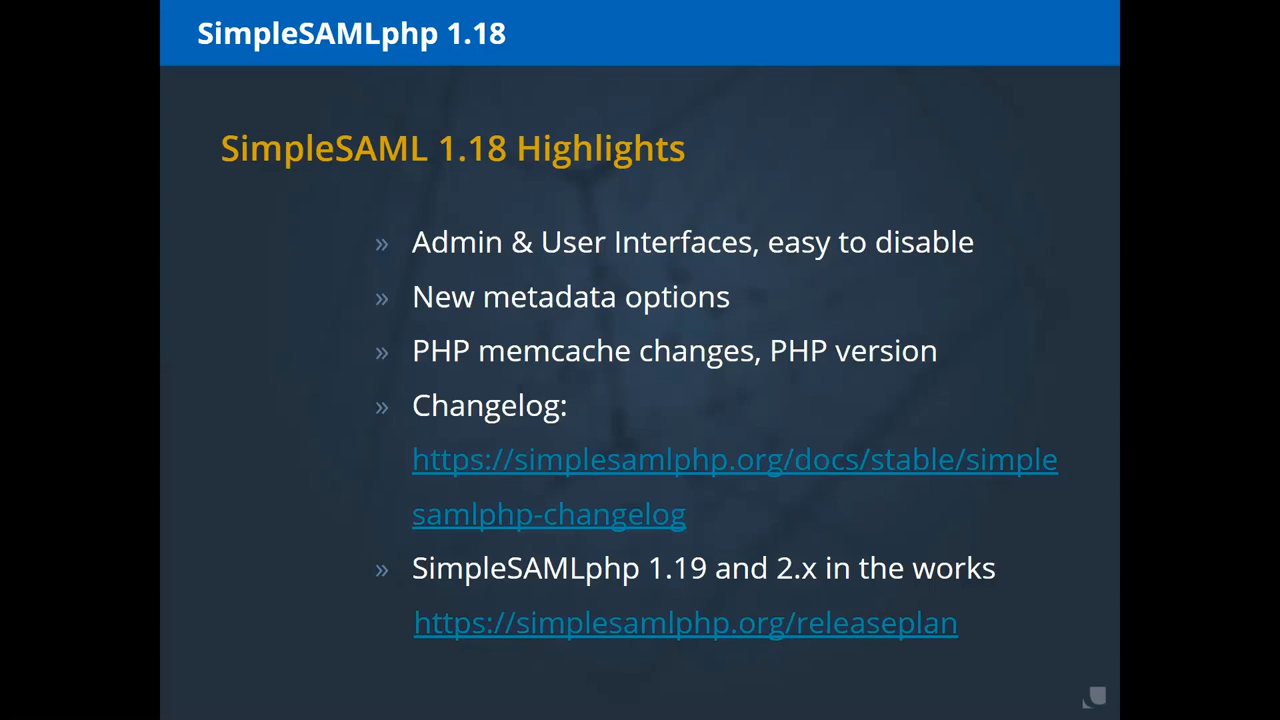 SimpleSAMLphp 1.18
SimpleSAML 1.18 Highlights
» Admin & User Interfaces, easy to disable
» New metadata options
» PHP memcache changes, PHP version
» Changelog:
https://simplesamlphp.org/docs/stable/simple
samlphp-changelog
» SimpleSAMLphp 1.19 and 2.x in the works
https://simplesamlphp.org/releaseplan